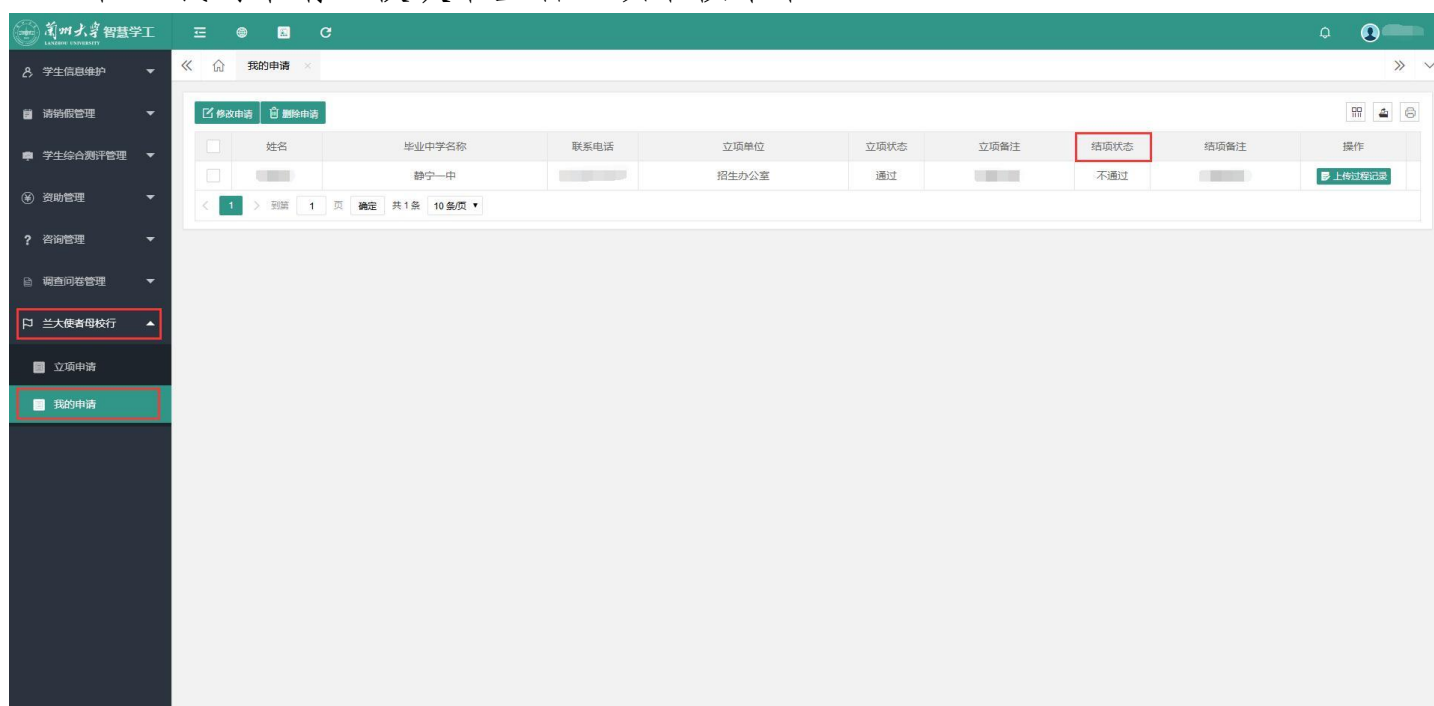 蘭州大学 智慧学工
LANZHOU UNIVERSITY
学生信息维护
请销假管理
学生综合测评管理
资助管理
咨询管理
调查问卷管理
兰大使者母校行
立项申请
我的申请
我的申请 ×
修改申请 删除申请
姓名 毕业中学名称 联系电话 立项单位 立项状态 立项备注 结项状态 结项备注 操作
静宁一中 招生办公室 通过 不通过 上传过程记录
< 1 > 到第 1 页 确定 共 1 条 10 条/页